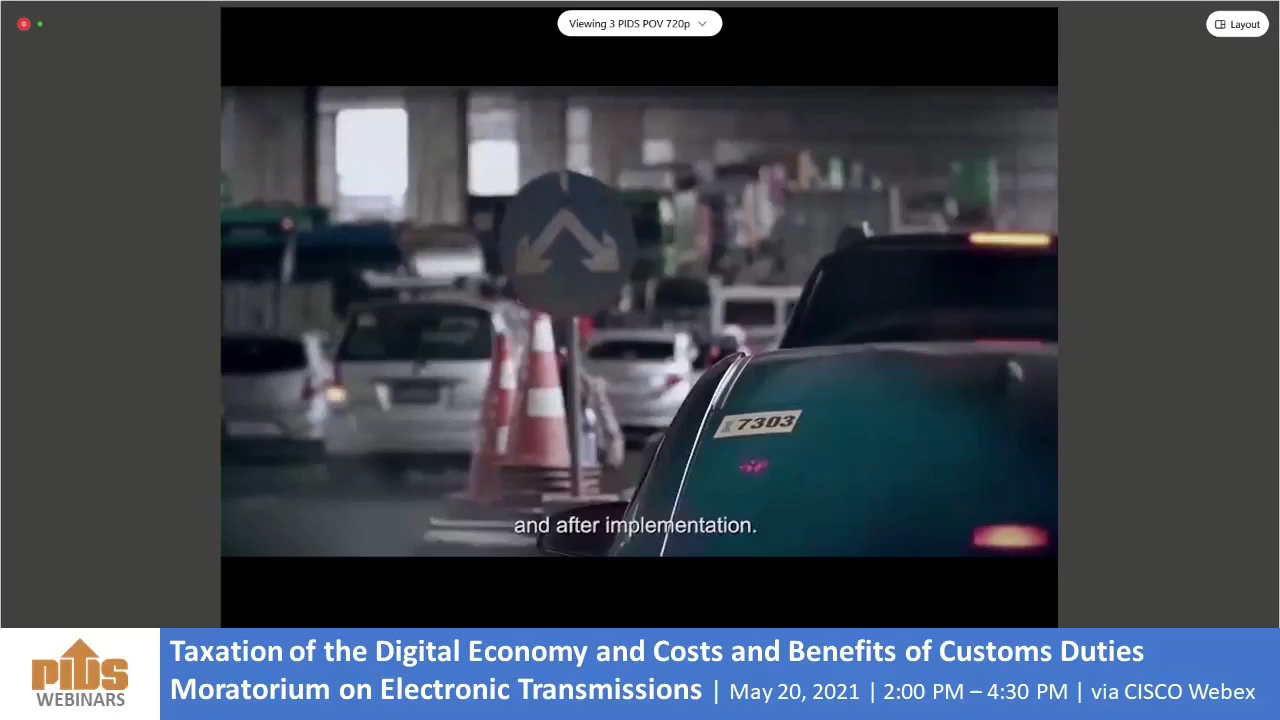 Viewing 3 PIDS POV 720p
Layout
7303
and after implementation.
PIDS
WEBINARS
Taxation of the Digital Economy and Costs and Benefits of Customs Duties
Moratorium on Electronic Transmissions | May 20, 2021 | 2:00 PM – 4:30 PM | via CISCO Webex